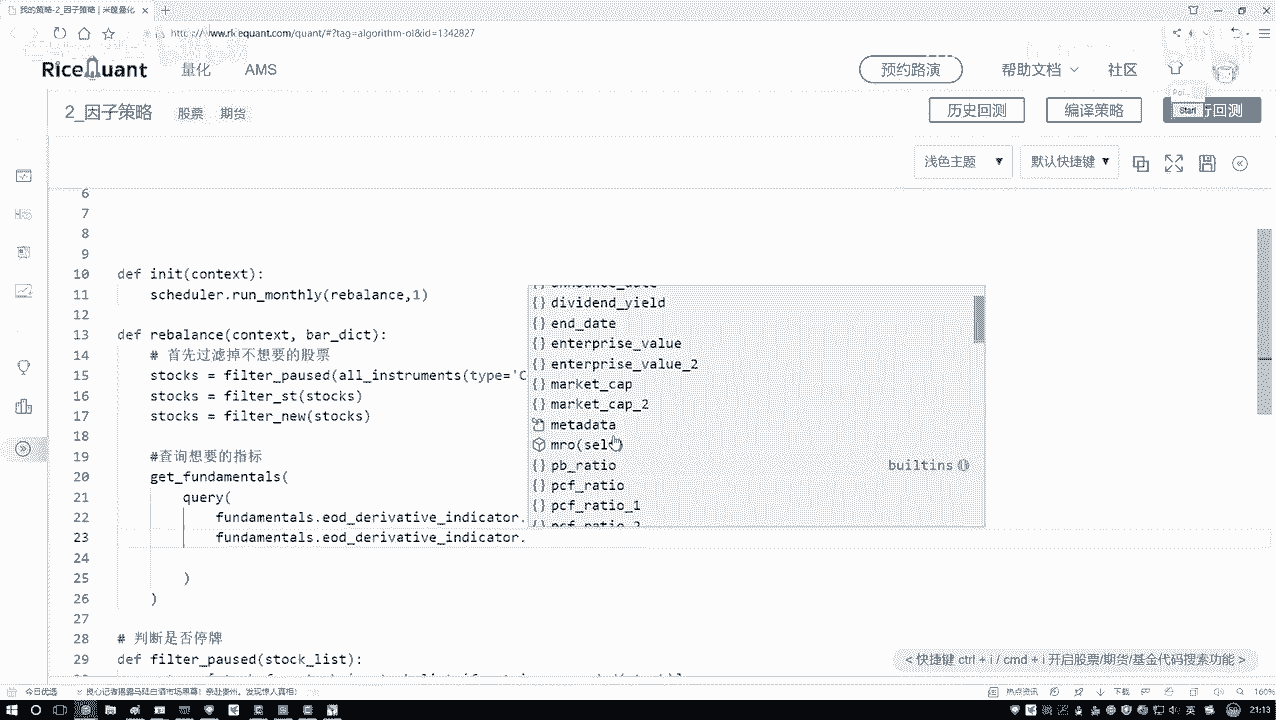 我的策略-2_因子策略 | 米筐量化
www.ricequant.com/quant/#?tag=algorithm-ol&id=1342827
RiceQuant 量化 AMS 预约路演 帮助文档 社区
2_因子策略 股票 期货 历史回测 编译策略 行回测
Start
浅色主题 默认快捷键
6
7
8
9
10 def init(context):
11 scheduler.run_monthly(rebalance,1)
12
13 def rebalance(context, bar_dict):
14 # 首先过滤掉不想要的股票
15 stocks = filter_paused(all_instruments(type='C
16 stocks = filter_st(stocks)
17 stocks = filter_new(stocks)
18
19 #查询想要的指标
20 get_fundamentals(
21 query(
22 fundamentals.eod_derivative_indicator.
23 fundamentals.eod_derivative_indicator.
24
25 )
26 )
27
28 # 判断是否停牌
29 def filter_paused(stock_list):
{} announce_date
{} dividend_yield
{} end_date
{} enterprise_value
{} enterprise_value_2
{} market_cap
{} market_cap_2
metadata
mro(self)
{} pb_ratio builtins
{} pcf_ratio
{} pcf_ratio_1
{} pcf_ratio_2
< 快捷键 ctrl + i / cmd + i 开启股票/期货/基金代码搜索功能 >
今日优选
热点资讯 下载 160%
英 21:13